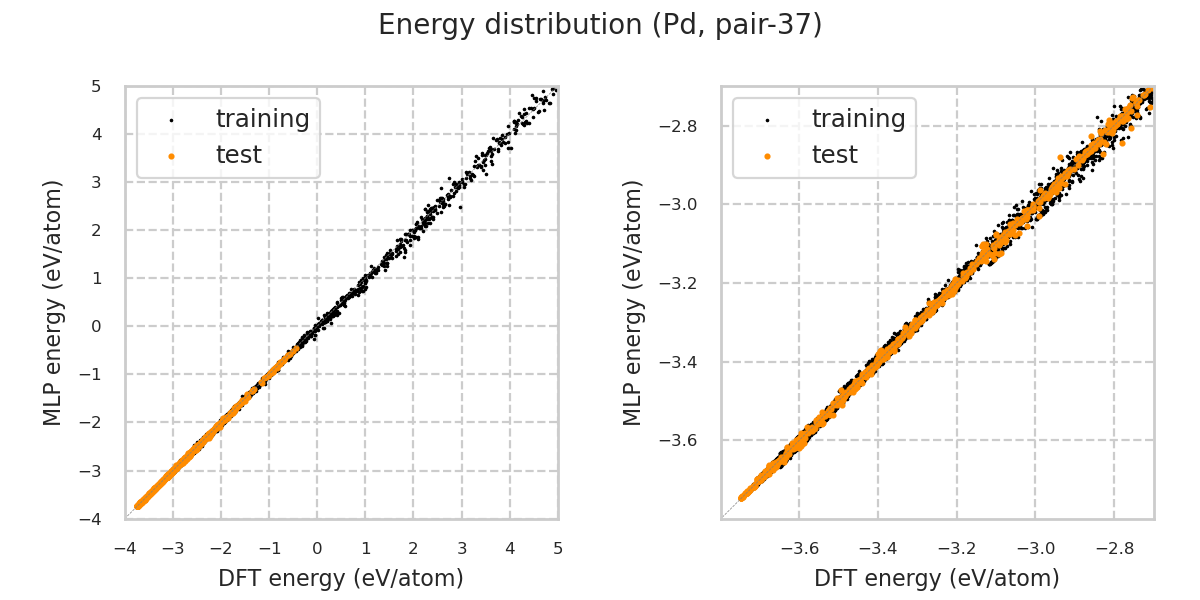 Energy distribution (Pd, pair-37)
training
test
MLP energy (eV/atom)
5
4
3
2
1
0
−1
−2
−3
−4
−4 −3 −2 −1 0 1 2 3 4 5
DFT energy (eV/atom)
training
test
MLP energy (eV/atom)
−2.8
−3.0
−3.2
−3.4
−3.6
−3.6 −3.4 −3.2 −3.0 −2.8
DFT energy (eV/atom)